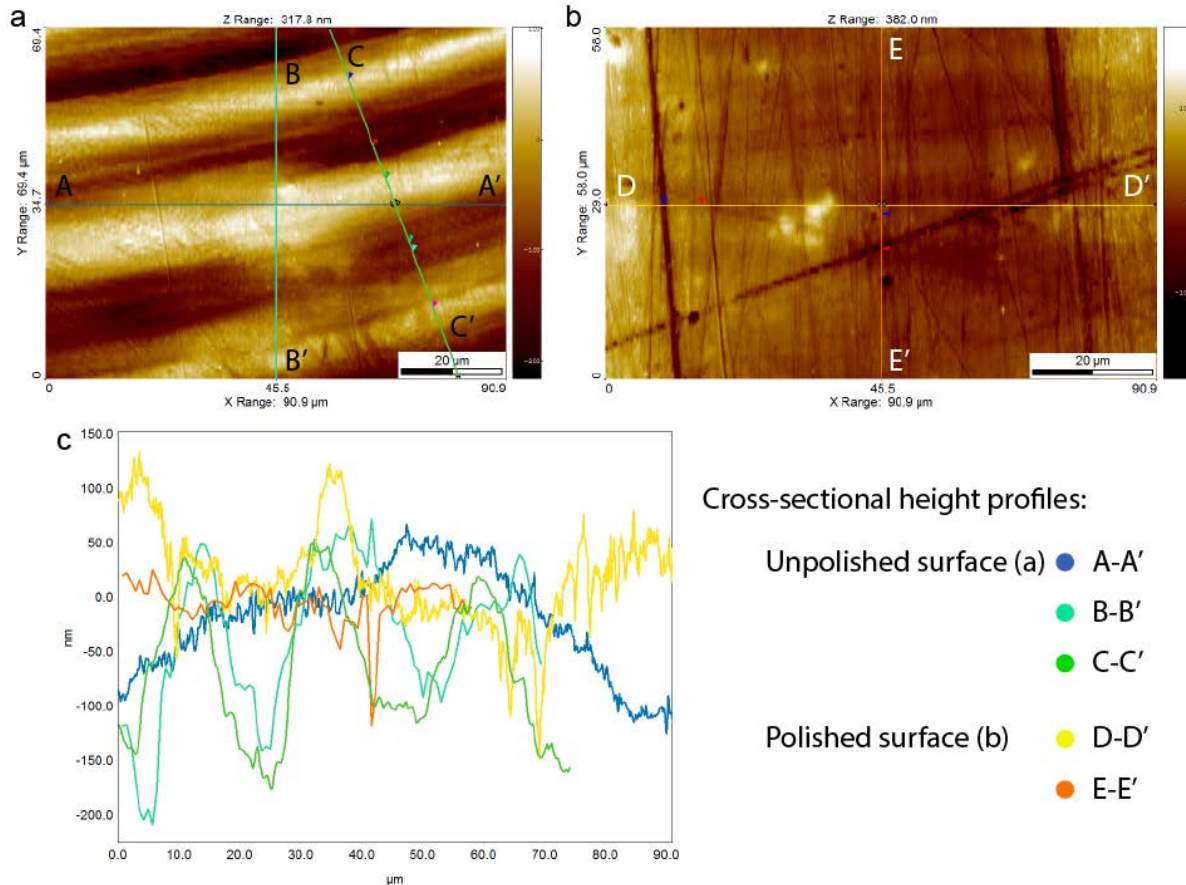 a
Z Range: 317.8 nm
69.4
Y Range: 69.4 µm
34.7
0
A
A'
B
B'
C
C'
20 µm
0
45.5
90.9
X Range: 90.9 µm
0
b
Z Range: 382.0 nm
58.0
Y Range: 58.0 µm
29.0
0
D
D'
E
E'
20 µm
0
45.5
90.9
X Range: 90.9 µm
c
150.0
100.0
50.0
0.0
-50.0
-100.0
-150.0
-200.0
nm
0.0 10.0 20.0 30.0 40.0 50.0 60.0 70.0 80.0 90.0
µm
Cross-sectional height profiles:
Unpolished surface (a)
A-A'
B-B'
C-C'
Polished surface (b)
D-D'
E-E'